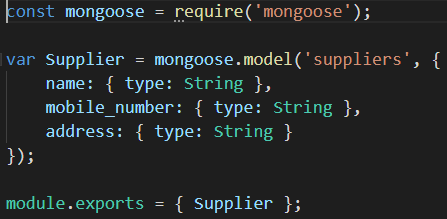 const mongoose = require('mongoose');
var Supplier = mongoose.model('suppliers', {
name: { type: String },
mobile_number: { type: String },
address: { type: String }
});
module.exports = { Supplier };